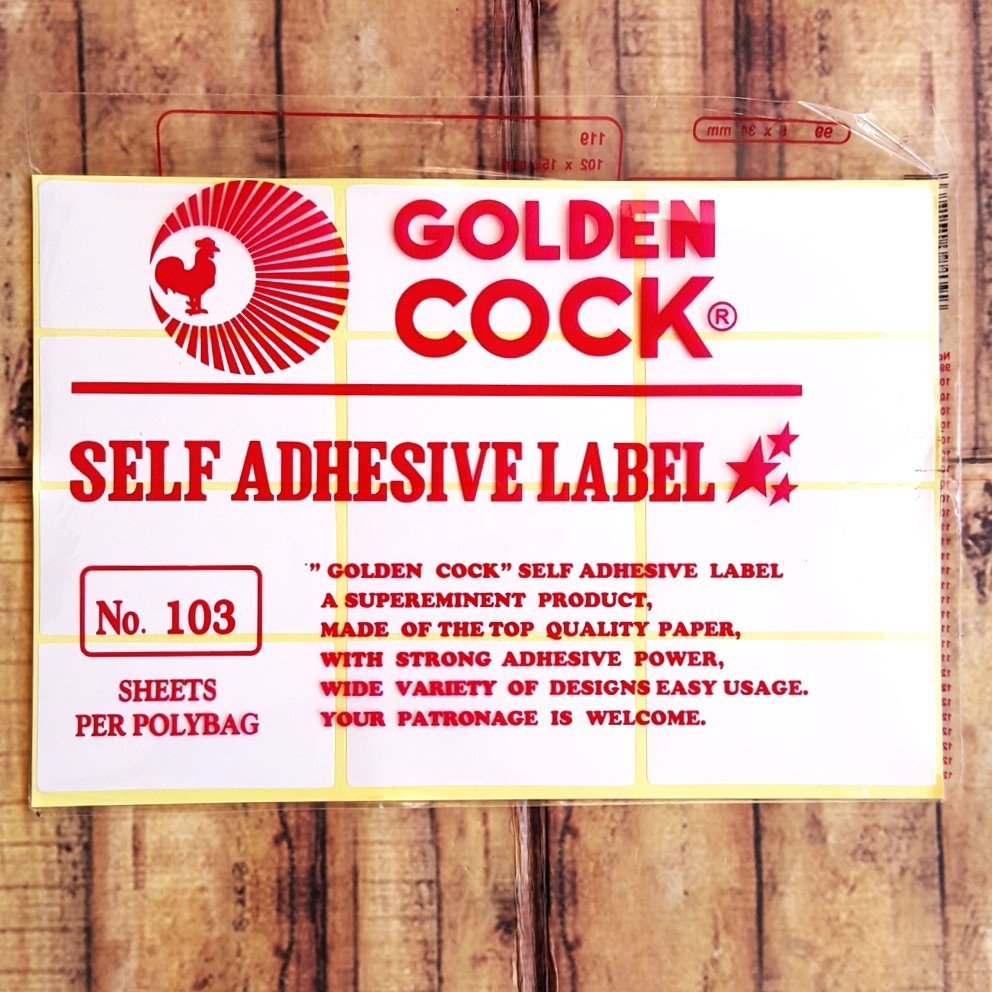 119
GOLDEN
COCK®
SELF ADHESIVE LABEL
No. 103
SHEETS
PER POLYBAG
" GOLDEN COCK" SELF ADHESIVE LABEL
A SUPEREMINENT PRODUCT,
MADE OF THE TOP QUALITY PAPER,
WITH STRONG ADHESIVE POWER,
WIDE VARIETY OF DESIGNS EASY USAGE.
YOUR PATRONAGE IS WELCOME.